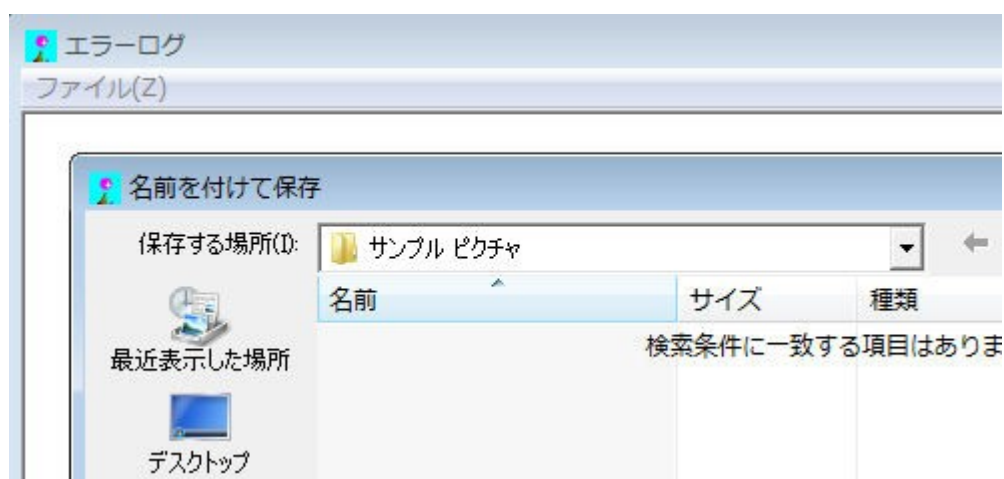 エラーログ
ファイル(Z)
名前を付けて保存
保存する場所(I):
サンプル ピクチャ
名前 サイズ 種類
検索条件に一致する項目はありま
最近表示した場所
デスクトップ